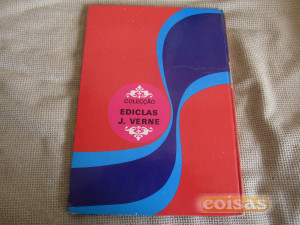 COLECÇÃO
EDICLAS
J. VERNE
coisas